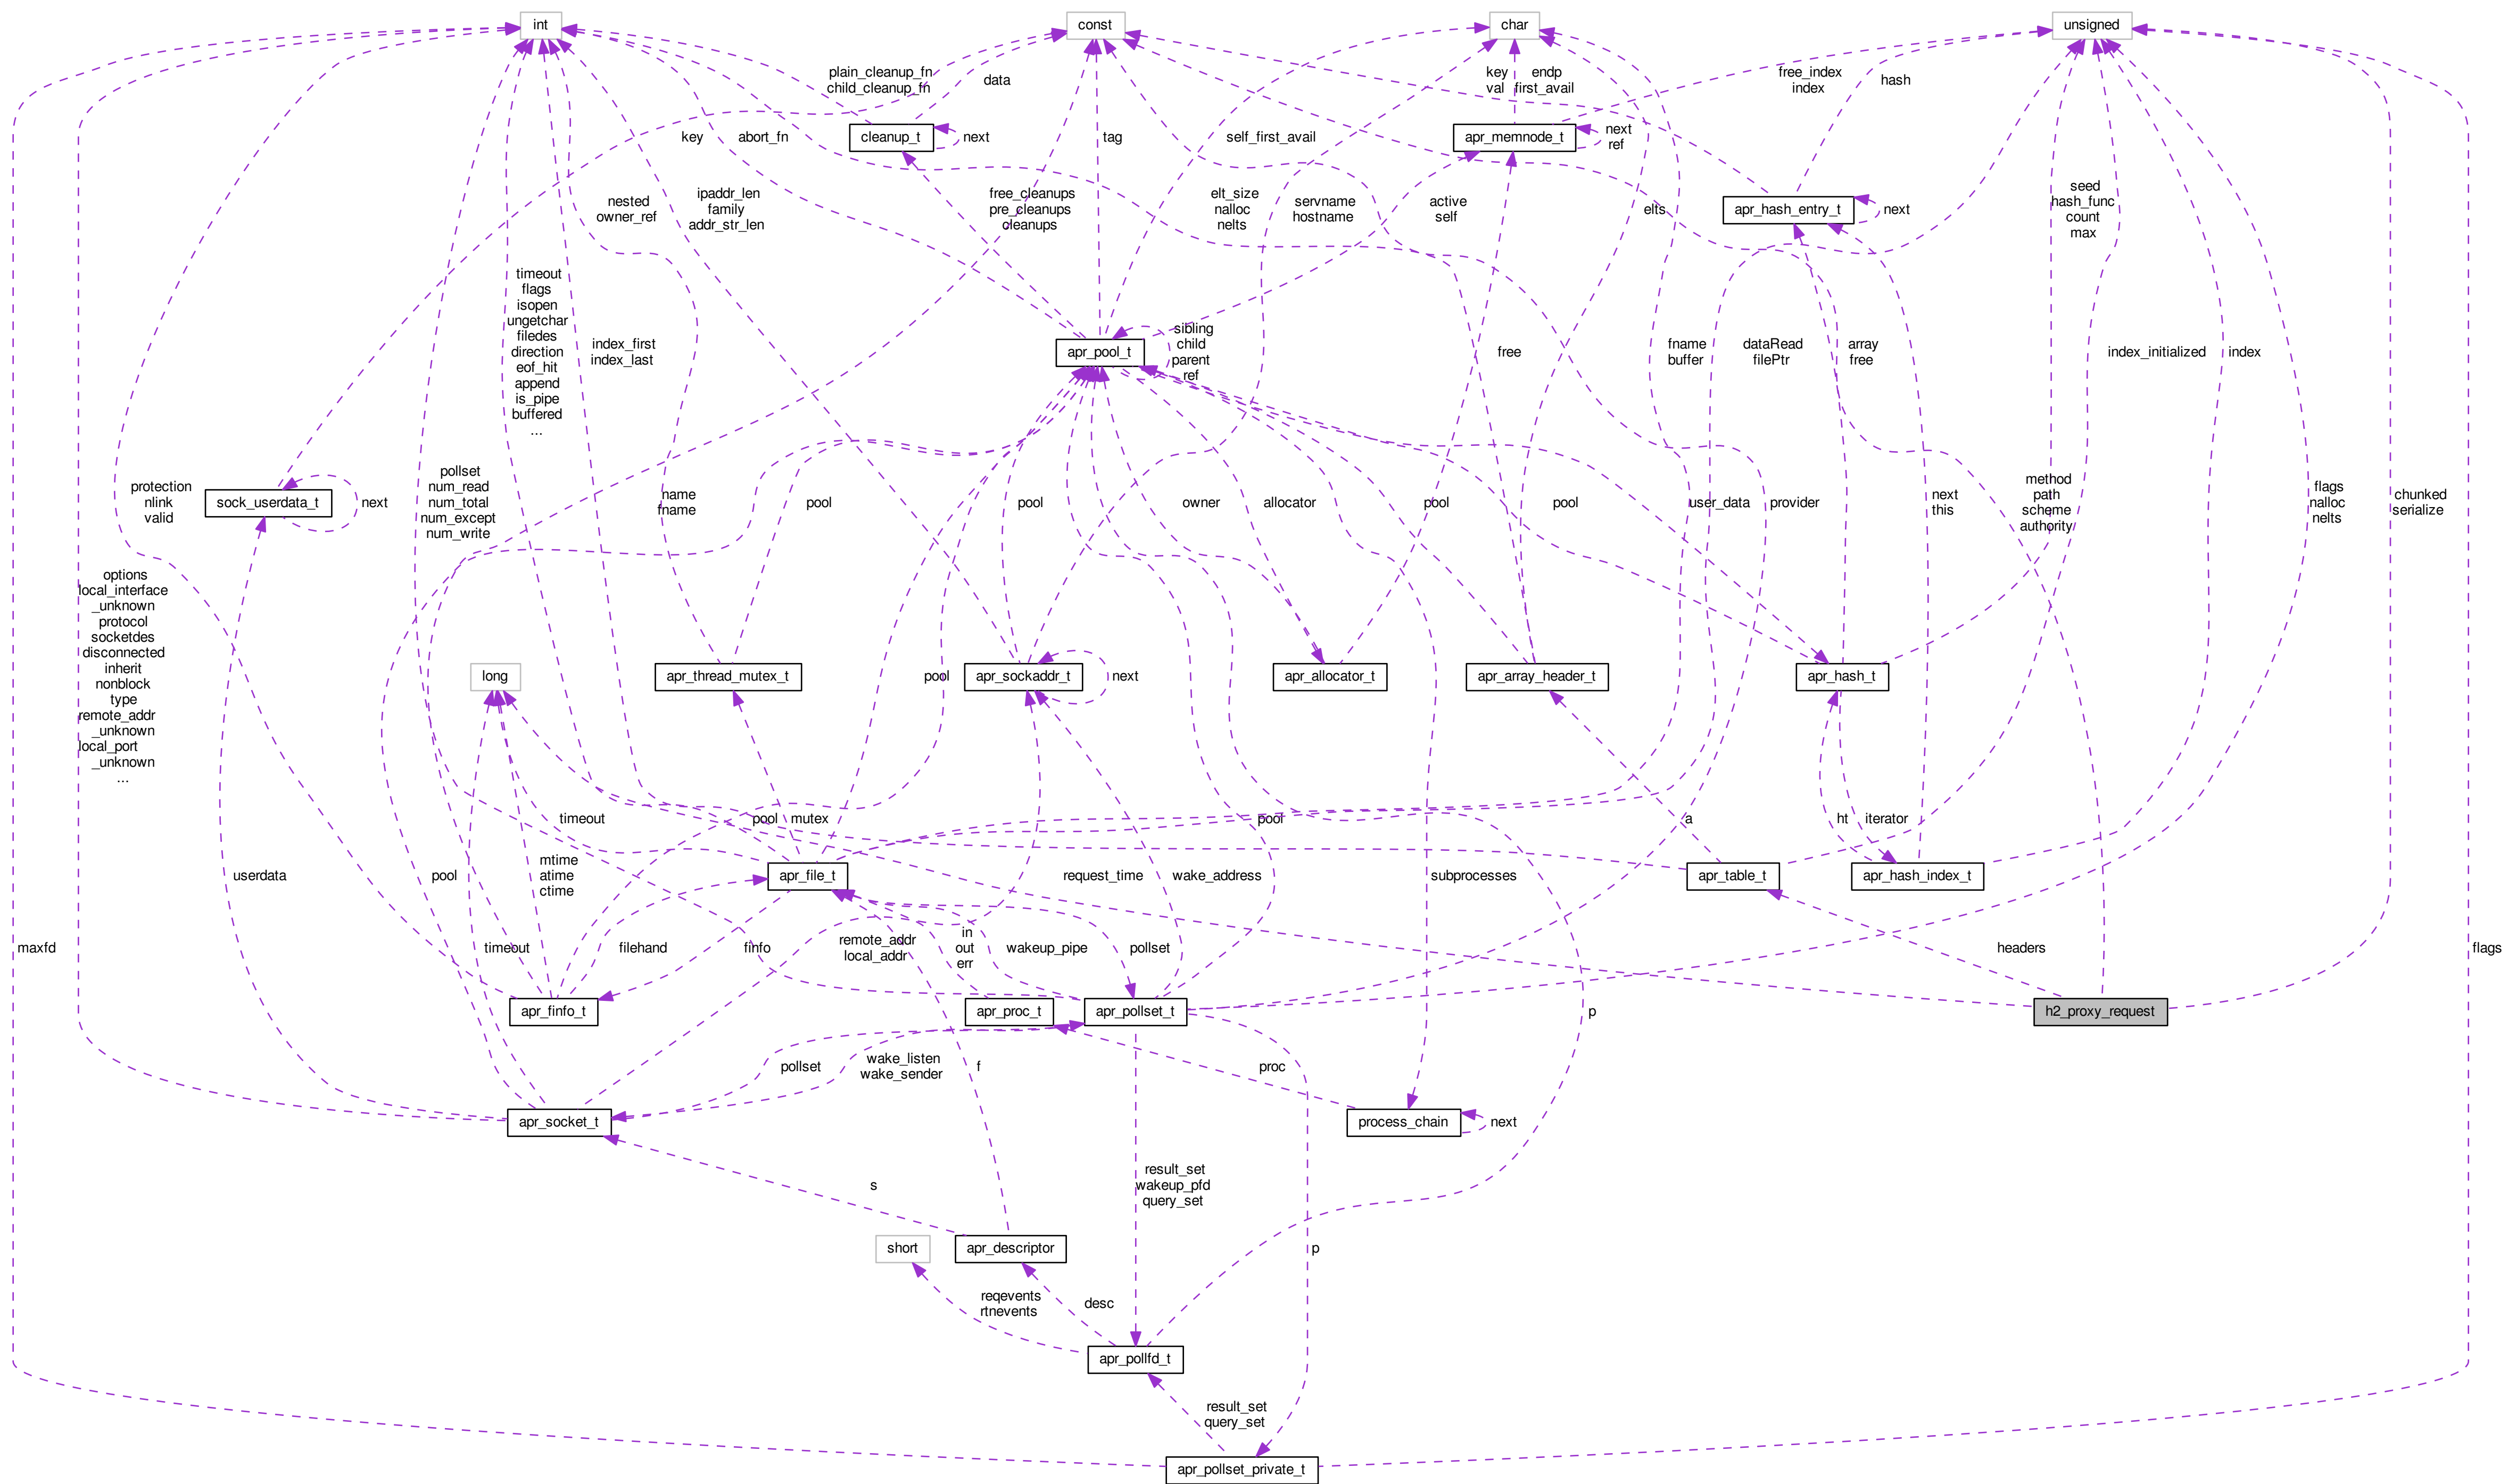 int
const
char
unsigned
plain_cleanup_fn
child_cleanup_fn
data
key
val
endp
first_avail
free_index
index
hash
key
abort_fn
cleanup_t
next
tag
self_first_avail
apr_memnode_t
next
ref
nested
owner_ref
ipaddr_len
family
addr_str_len
free_cleanups
pre_cleanups
cleanups
elt_size
nalloc
nelts
servname
hostname
active
self
elts
apr_hash_entry_t
next
seed
hash_func
count
max
timeout
flags
isopen
ungetchar
filedes
direction
eof_hit
append
is_pipe
buffered
...
index_first
index_last
apr_pool_t
sibling
child
parent
ref
free
fname
buffer
dataRead
filePtr
array
free
index_initialized
index
protection
nlink
valid
sock_userdata_t
next
pollset
num_read
num_total
num_except
num_write
name
fname
pool
pool
owner
allocator
pool
pool
user_data
provider
next
this
method
path
scheme
authority
flags
nalloc
nelts
chunked
serialize
options
local_interface
_unknown
protocol
socketdes
disconnected
inherit
nonblock
type
remote_addr
_unknown
local_port
_unknown
...
long
apr_thread_mutex_t
pool
apr_sockaddr_t
next
apr_allocator_t
apr_array_header_t
apr_hash_t
timeout
pool
mutex
pool
a
ht
iterator
userdata
pool
mtime
atime
ctime
apr_file_t
request_time
wake_address
subprocesses
apr_table_t
apr_hash_index_t
maxfd
timeout
filehand
finfo
remote_addr
local_addr
in
out
err
wakeup_pipe
pollset
headers
flags
apr_finfo_t
apr_proc_t
apr_pollset_t
p
h2_proxy_request
pollset
wake_listen
wake_sender
f
proc
apr_socket_t
process_chain
next
s
result_set
wakeup_pfd
query_set
short
apr_descriptor
p
reqevents
rtnevents
desc
apr_pollfd_t
result_set
query_set
apr_pollset_private_t